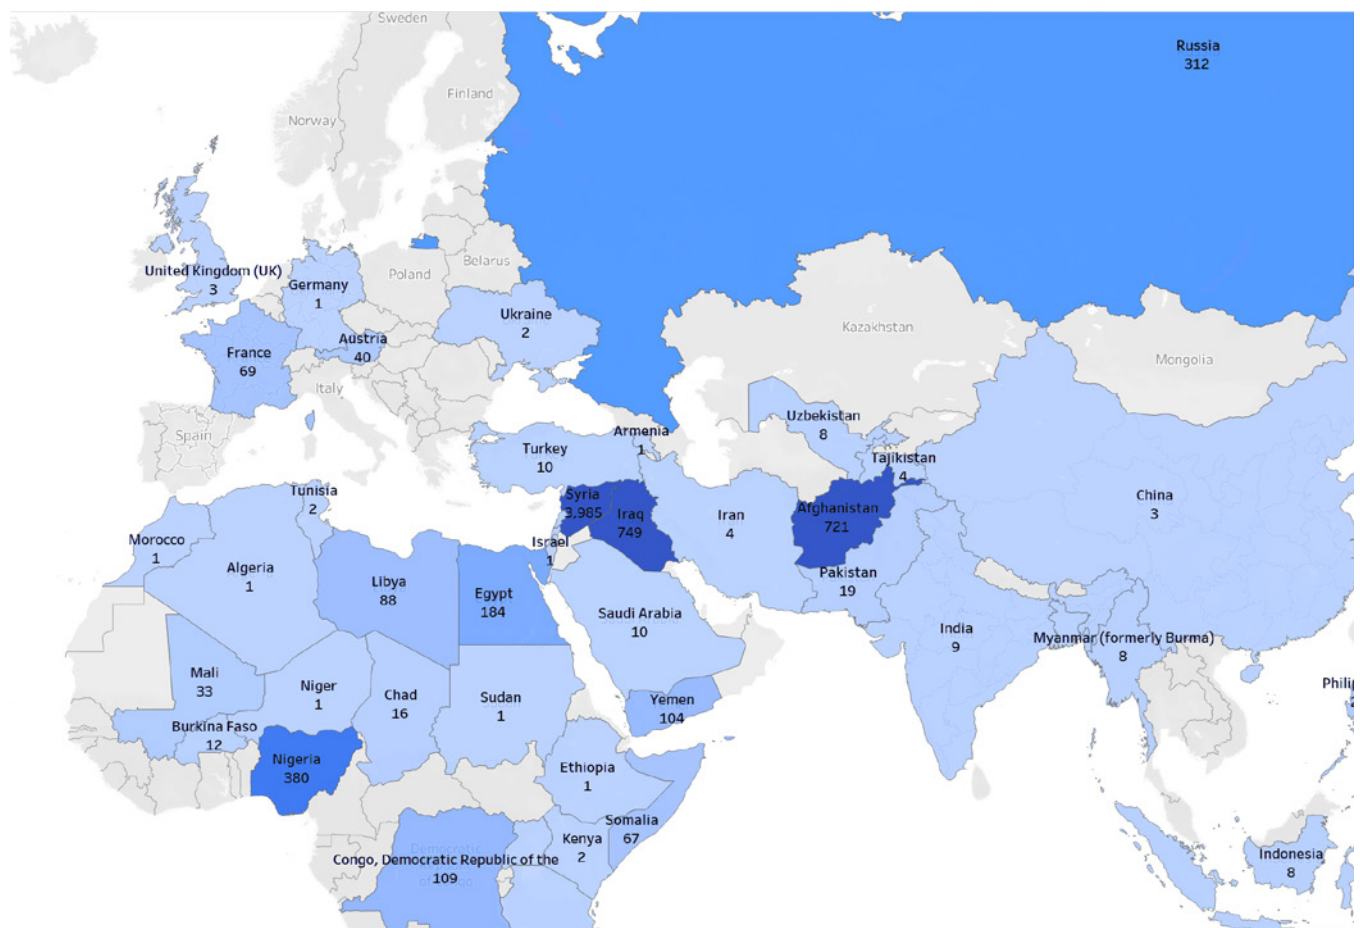 Sweden
Russia
312
Finland
Norway
United Kingdom (UK)
3
Germany
1
Poland
Belarus
Ukraine
2
Austria
40
France
69
Italy
Spain
Kazakhstan
Mongolia
Uzbekistan
8
Armenia
1
Turkey
10
Tajikistan
4
Tunisia
2
Syria
3,985
Iraq
749
Iran
4
Afghanistan
721
China
3
Morocco
1
Algeria
1
Libya
88
Egypt
184
Israel
1
Pakistan
19
Saudi Arabia
10
India
9
Myanmar (formerly Burma)
8
Mali
33
Niger
1
Chad
16
Sudan
1
Yemen
104
Philip
2
Burkina Faso
12
Nigeria
380
Ethiopia
1
Somalia
67
Kenya
2
Democratic
Congo, Democratic Republic of the
109
Indonesia
8